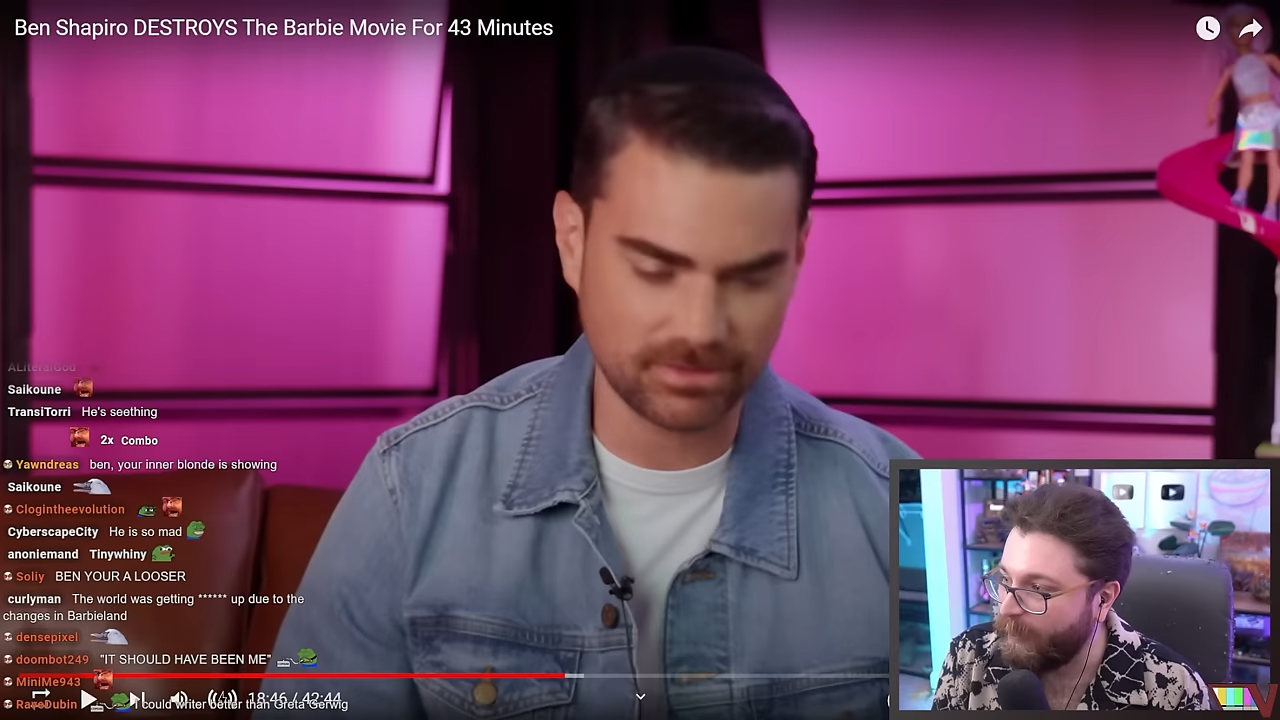 Ben Shapiro DESTROYS The Barbie Movie For 43 Minutes
ALiteralGod
Saikoune
TransiTorri He's seething
2x Combo
Yawndreas ben, your inner blonde is showing
Saikoune
Clogintheevolution
CyberscapeCity He is so mad
anoniemand Tinywhiny
Soliy BEN YOUR A LOOSER
curlyman The world was getting ****** up due to the
changes in Barbieland
densepixel
doombot249 "IT SHOULD HAVE BEEN ME"
MiniMe943
RareDubin I could writer better than Greta Gerwig
18:46 / 42:44
TV